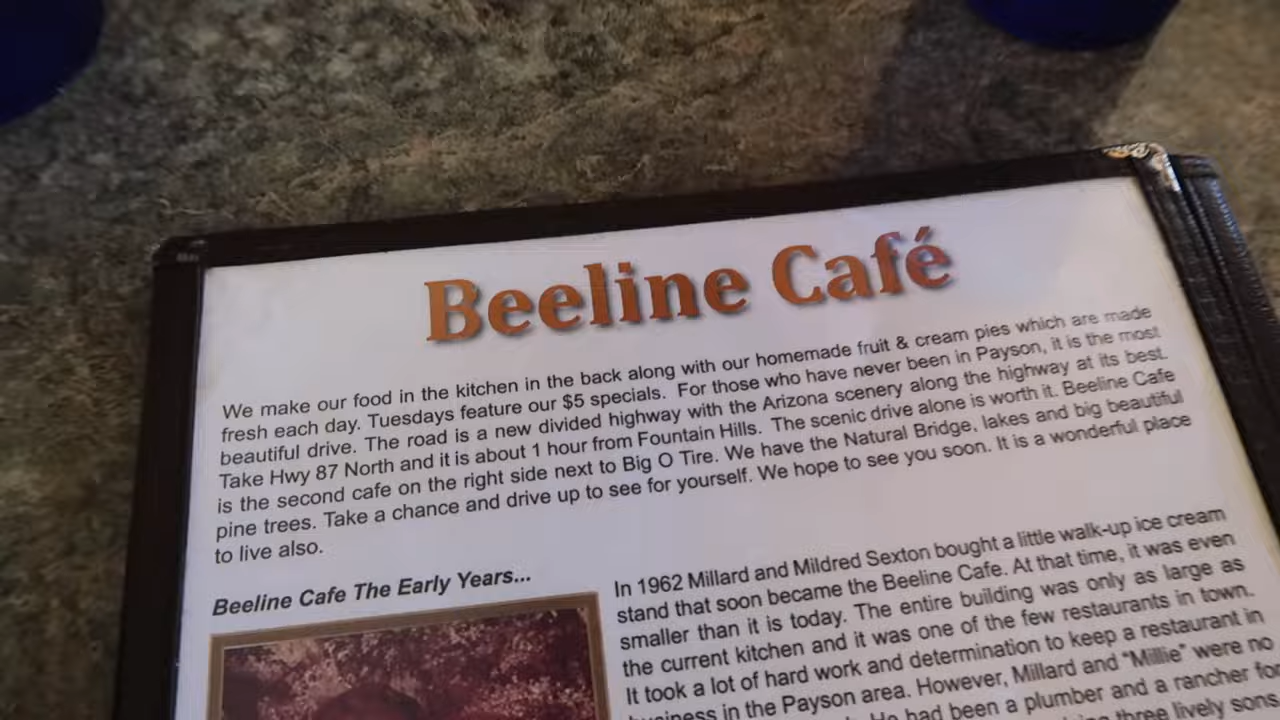 Beeline Café
We make our food in the kitchen in the back along with our homemade fruit & cream pies which are made
fresh each day. Tuesdays feature our $5 specials. For those who have never been in Payson, it is the most
beautiful drive. The road is a new divided highway with the Arizona scenery along the highway at its best.
Take Hwy 87 North and it is about 1 hour from Fountain Hills. The scenic drive alone is worth it. Beeline Cafe
is the second cafe on the right side next to Big O Tire. We have the Natural Bridge, lakes and big beautiful
pine trees. Take a chance and drive up to see for yourself. We hope to see you soon. It is a wonderful place
to live also.
Beeline Cafe The Early Years...
In 1962 Millard and Mildred Sexton bought a little walk-up ice cream
stand that soon became the Beeline Cafe. At that time, it was even
smaller than it is today. The entire building was only as large as
the current kitchen and it was one of the few restaurants in town.
It took a lot of hard work and determination to keep a restaurant in
business in the Payson area. However, Millard and "Millie" were no
He had been a plumber and a rancher for
three lively sons